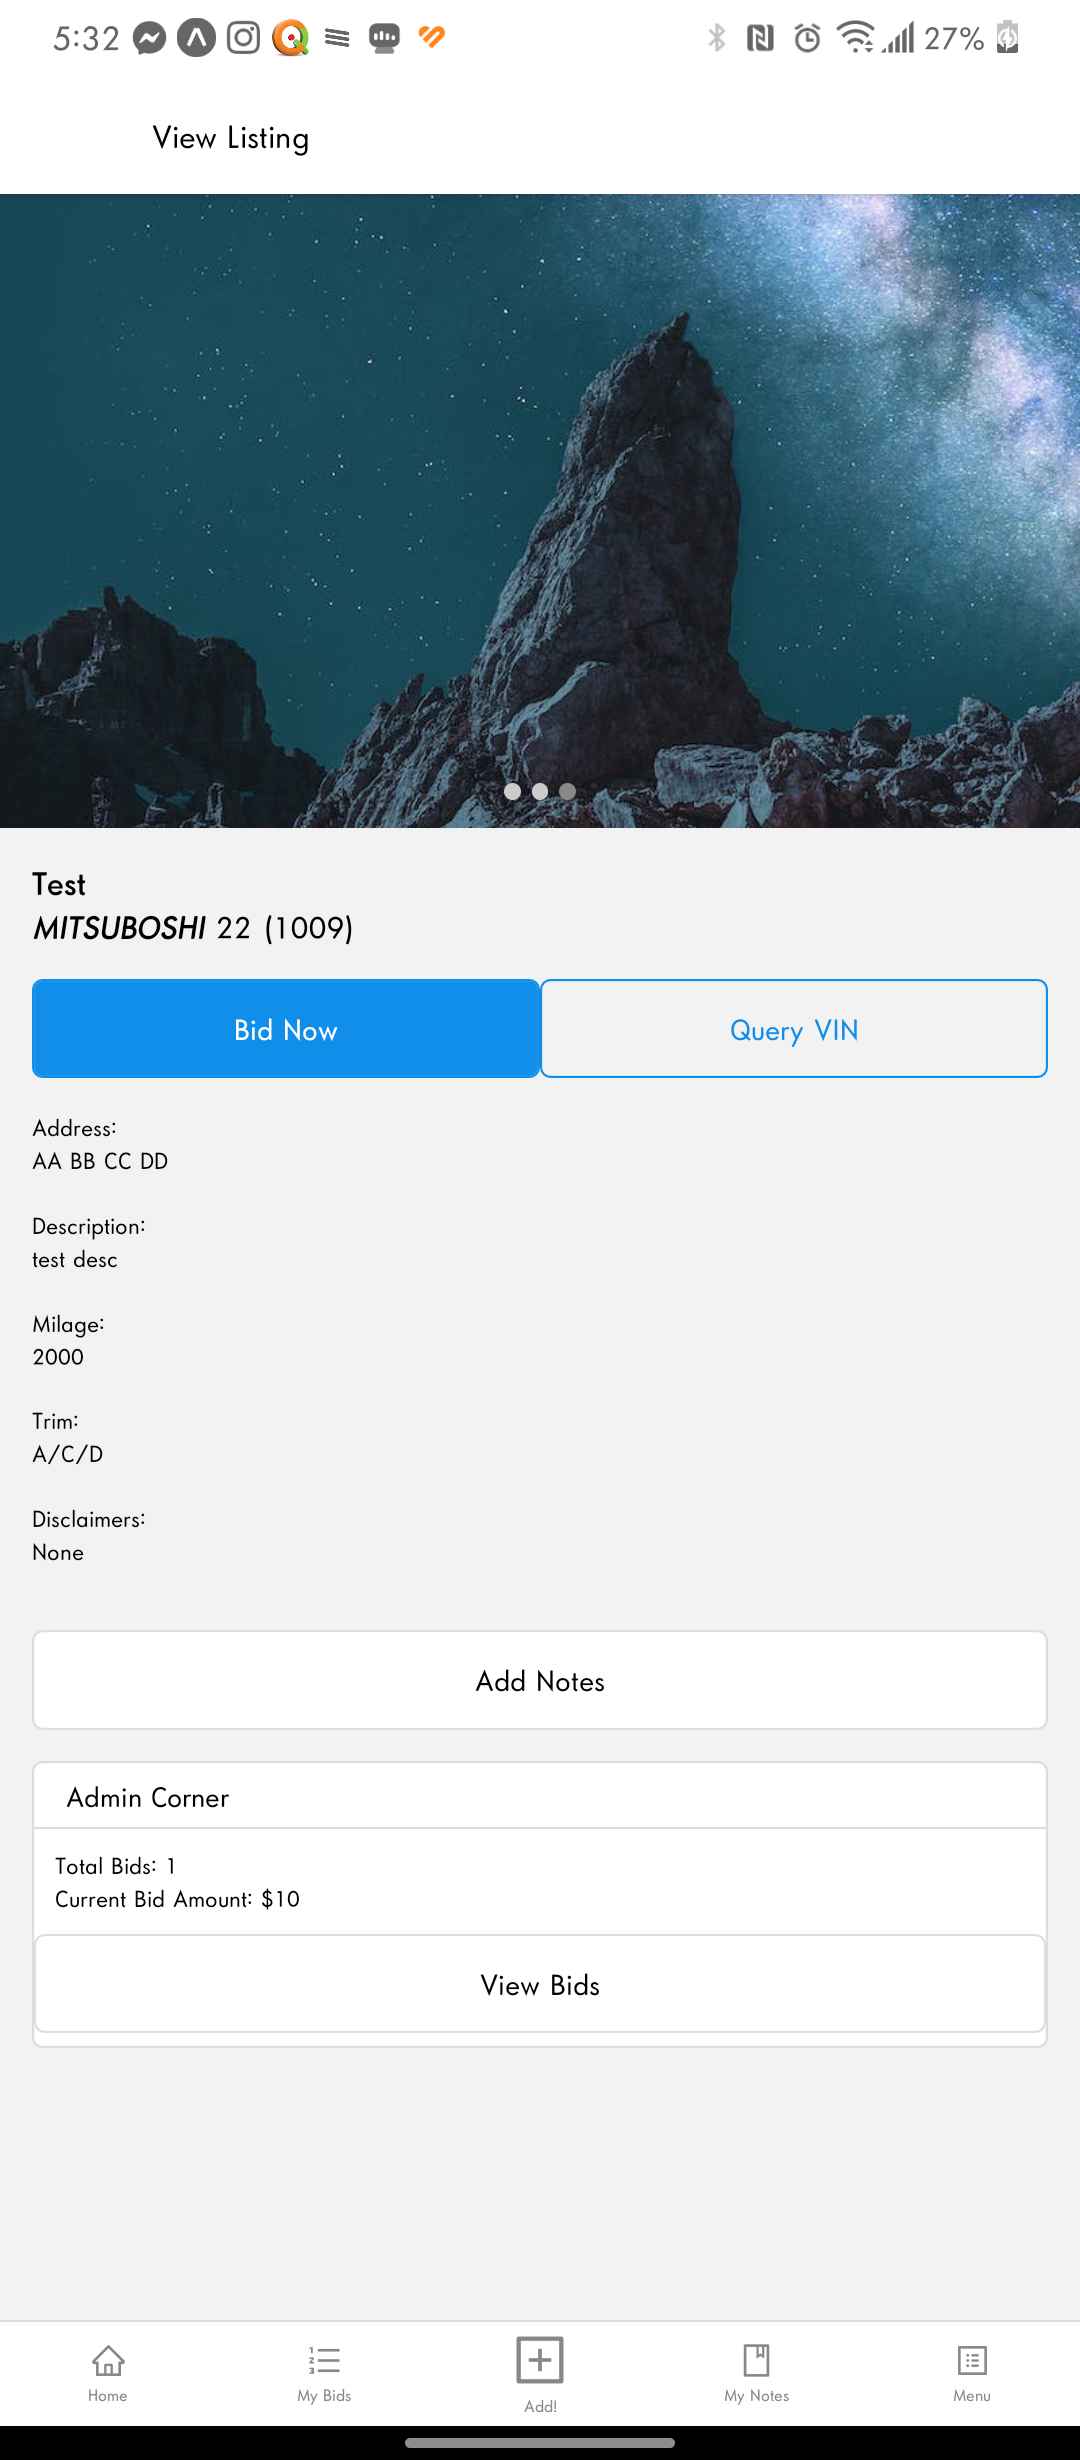 5:32 27%
View Listing
Test
MITSUBOSHI 22 (1009)
Bid Now Query VIN
Address:
AA BB CC DD
Description:
test desc
Milage:
2000
Trim:
A/C/D
Disclaimers:
None
Add Notes
Admin Corner
Total Bids: 1
Current Bid Amount: $10
View Bids
Home My Bids Add! My Notes Menu